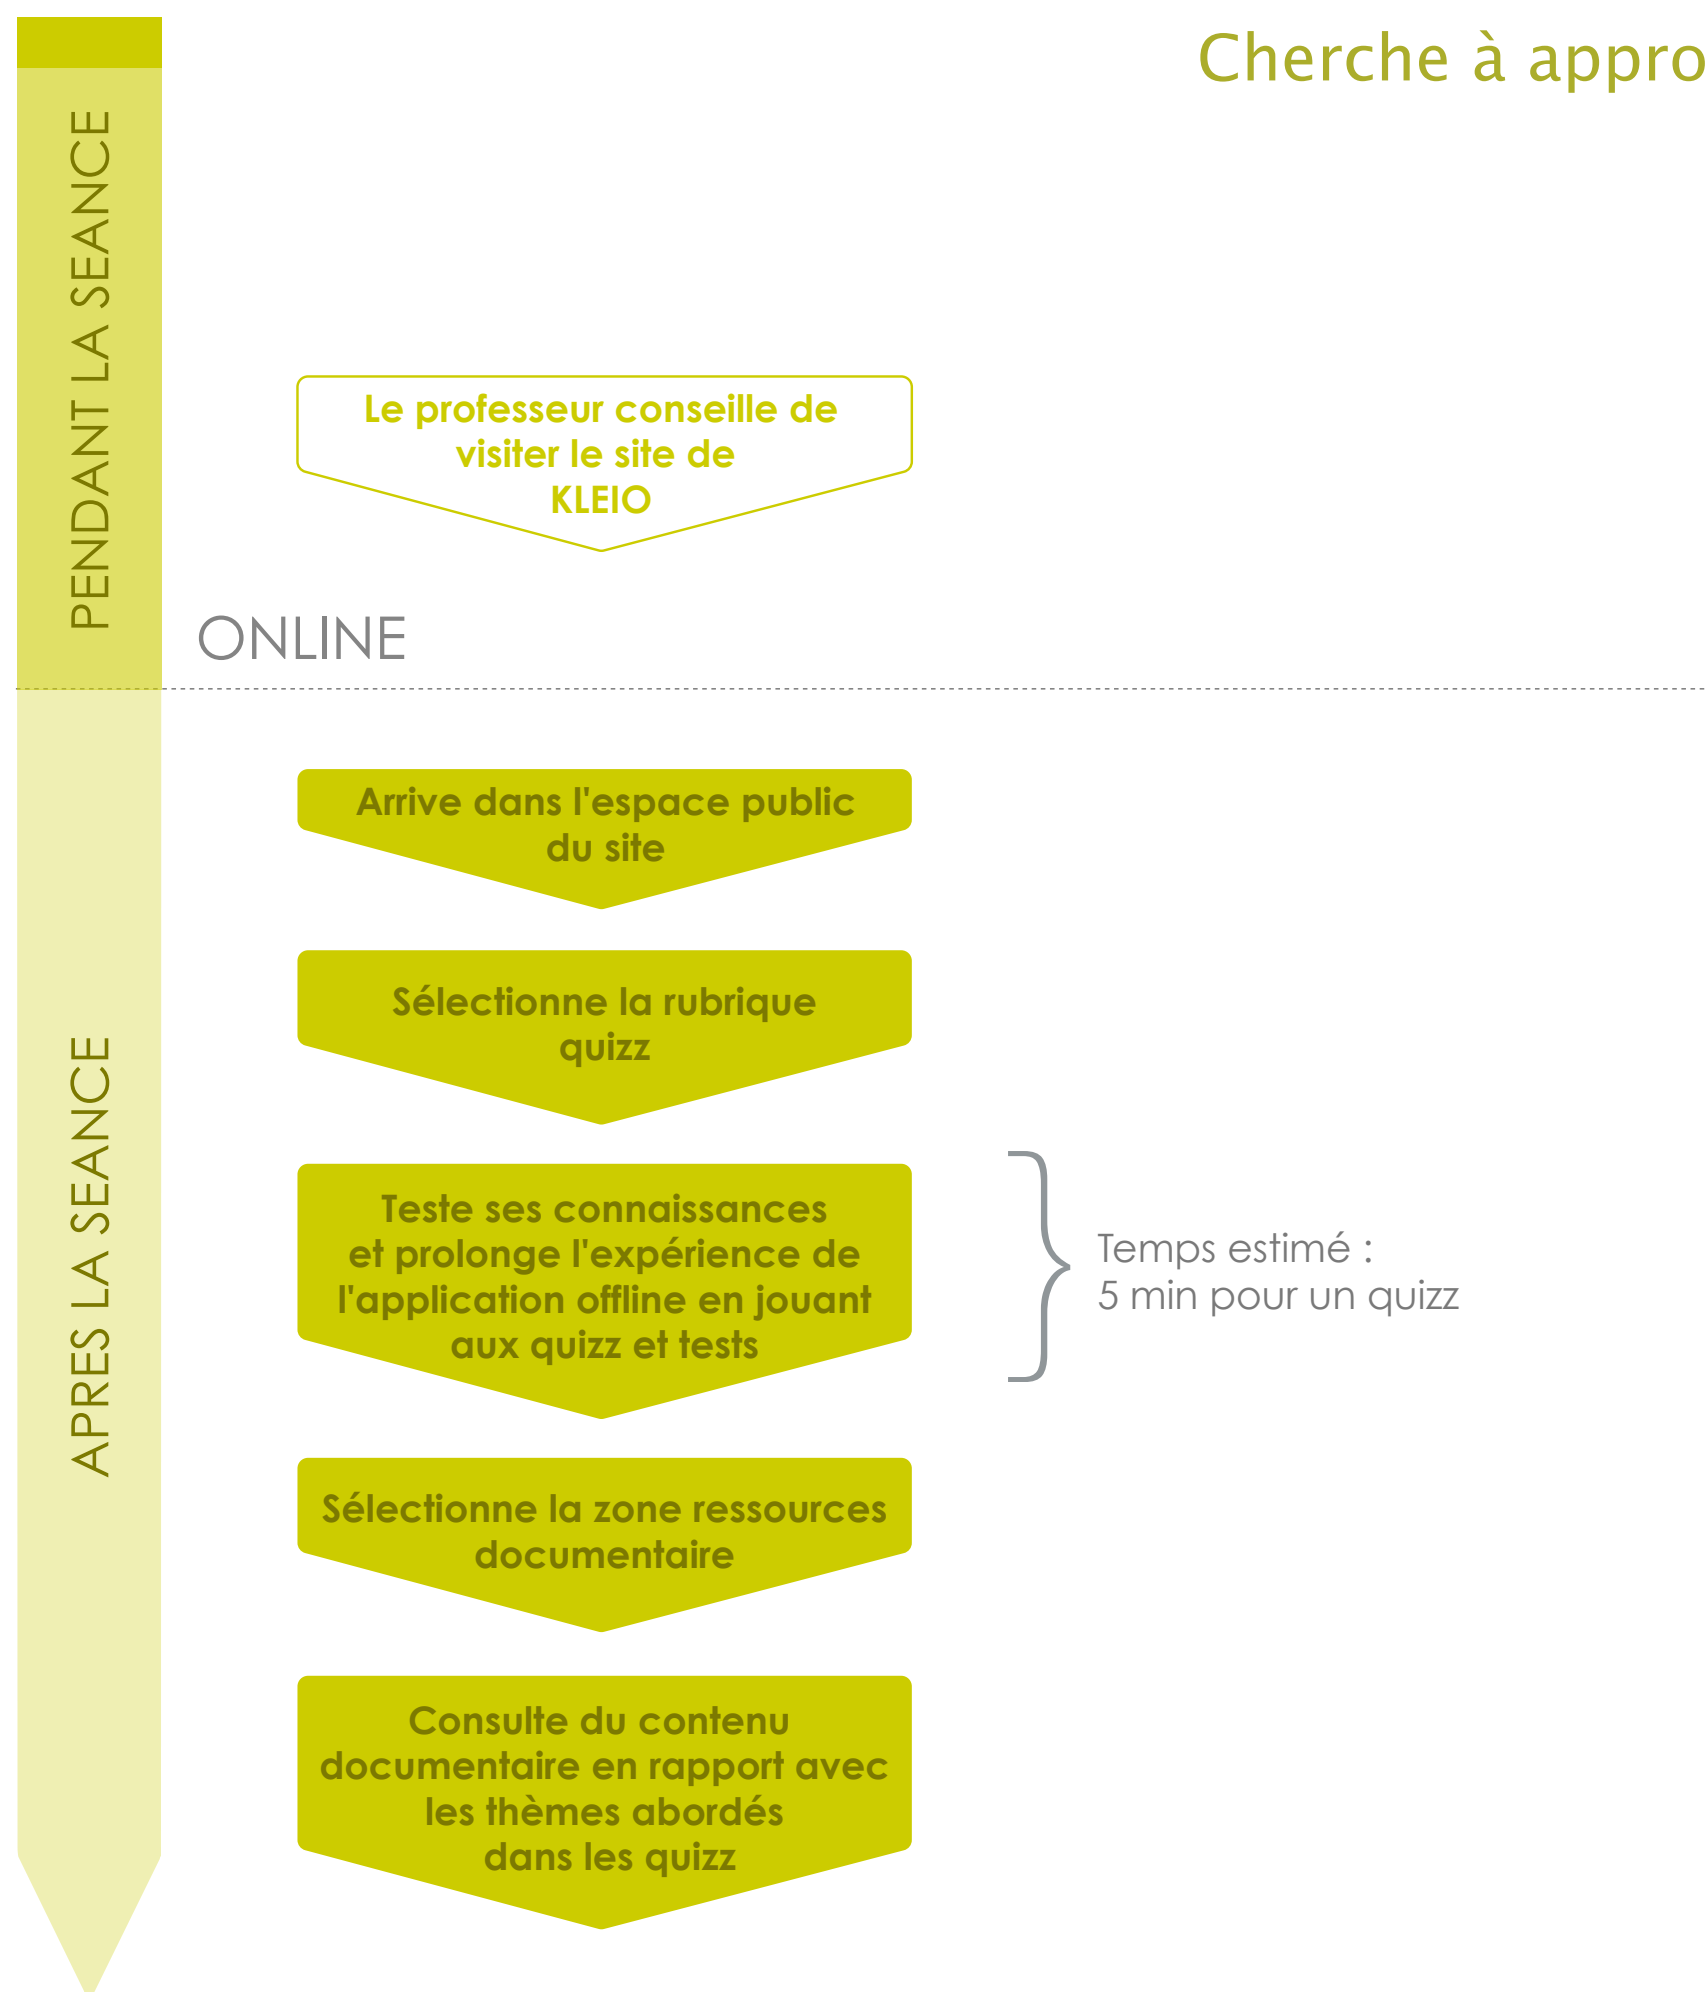 Cherche à appro
PENDANT LA SEANCE
Le professeur conseille de
visiter le site de
KLEIO
ONLINE
APRES LA SEANCE
Arrive dans l'espace public
du site
Sélectionne la rubrique
quizz
Teste ses connaissances
et prolonge l'expérience de
l'application offline en jouant
aux quizz et tests
Temps estimé :
5 min pour un quizz
Sélectionne la zone ressources
documentaire
Consulte du contenu
documentaire en rapport avec
les thèmes abordés
dans les quizz